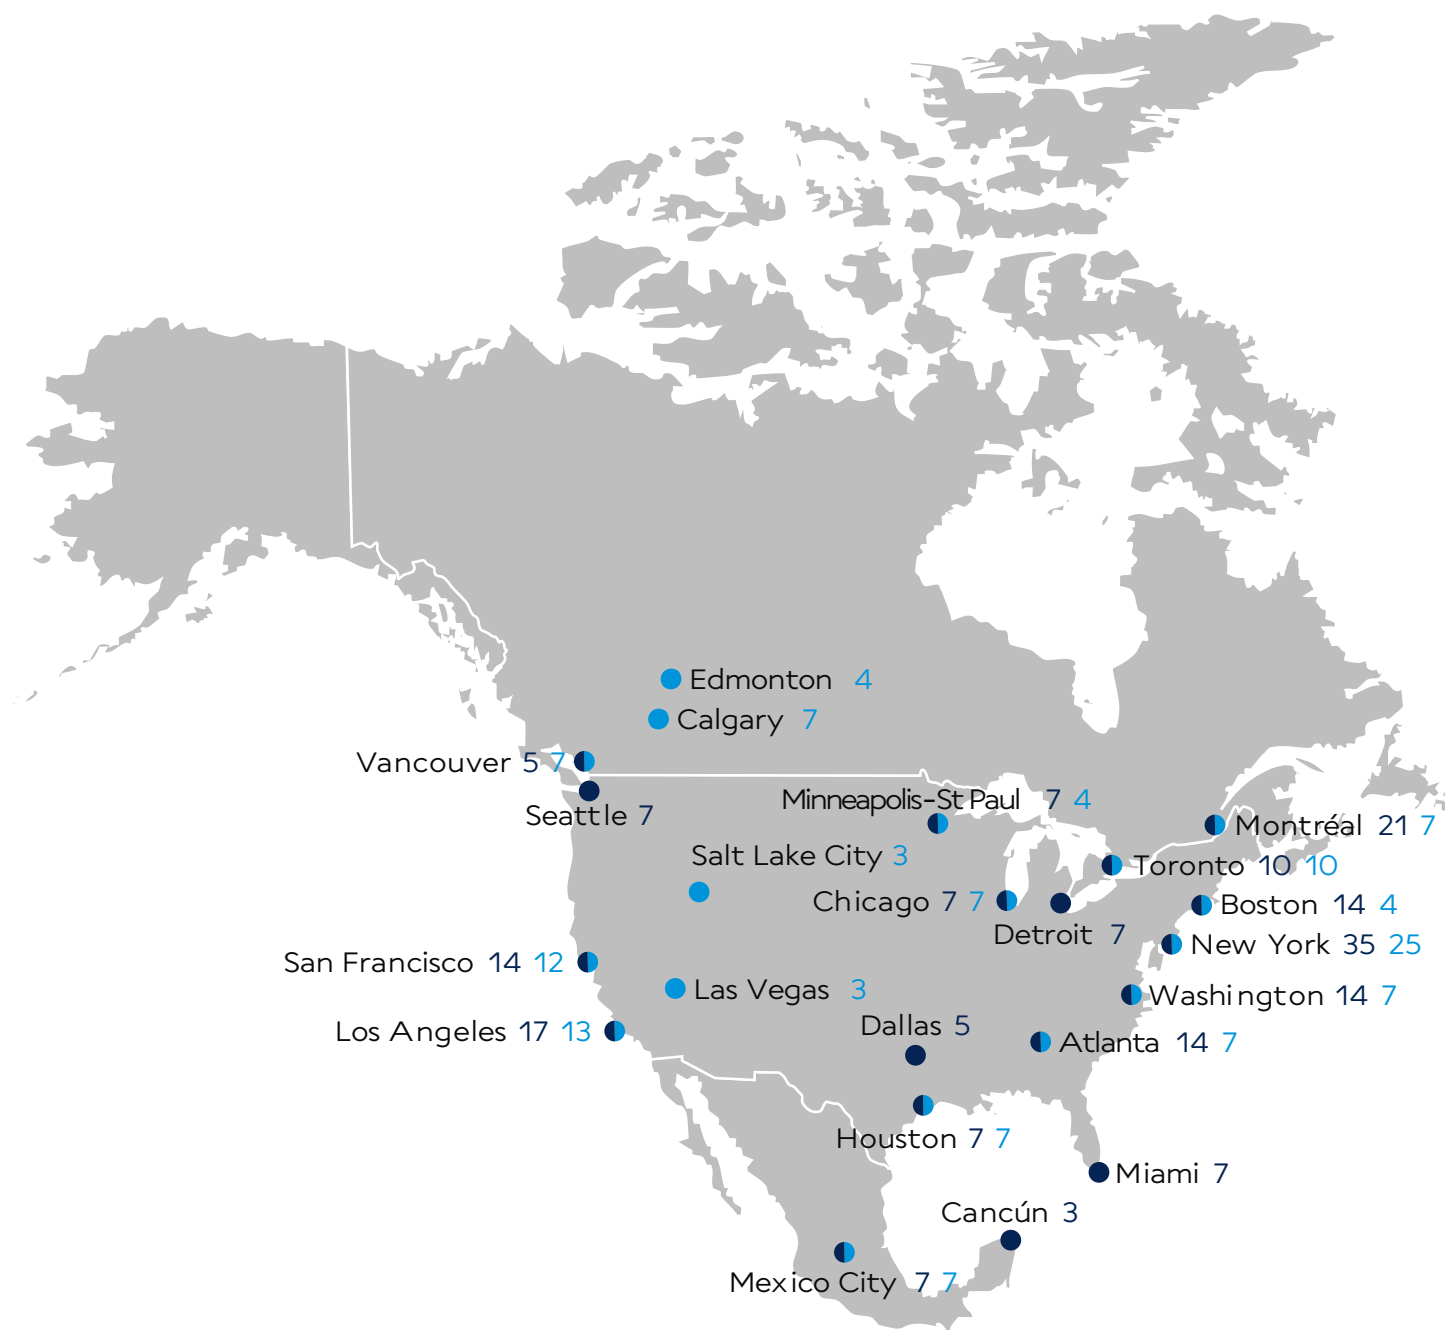 Edmonton 4
Calgary 7
Vancouver 5 7
Seattle 7
Minneapolis-St Paul 7 4
Montréal 21 7
Salt Lake City 3
Toronto 10 10
Chicago 7 7
Boston 14 4
Detroit 7
New York 35 25
San Francisco 14 12
Las Vegas 3
Washington 14 7
Dallas 5
Los Angeles 17 13
Atlanta 14 7
Houston 7 7
Miami 7
Cancún 3
Mexico City 7 7